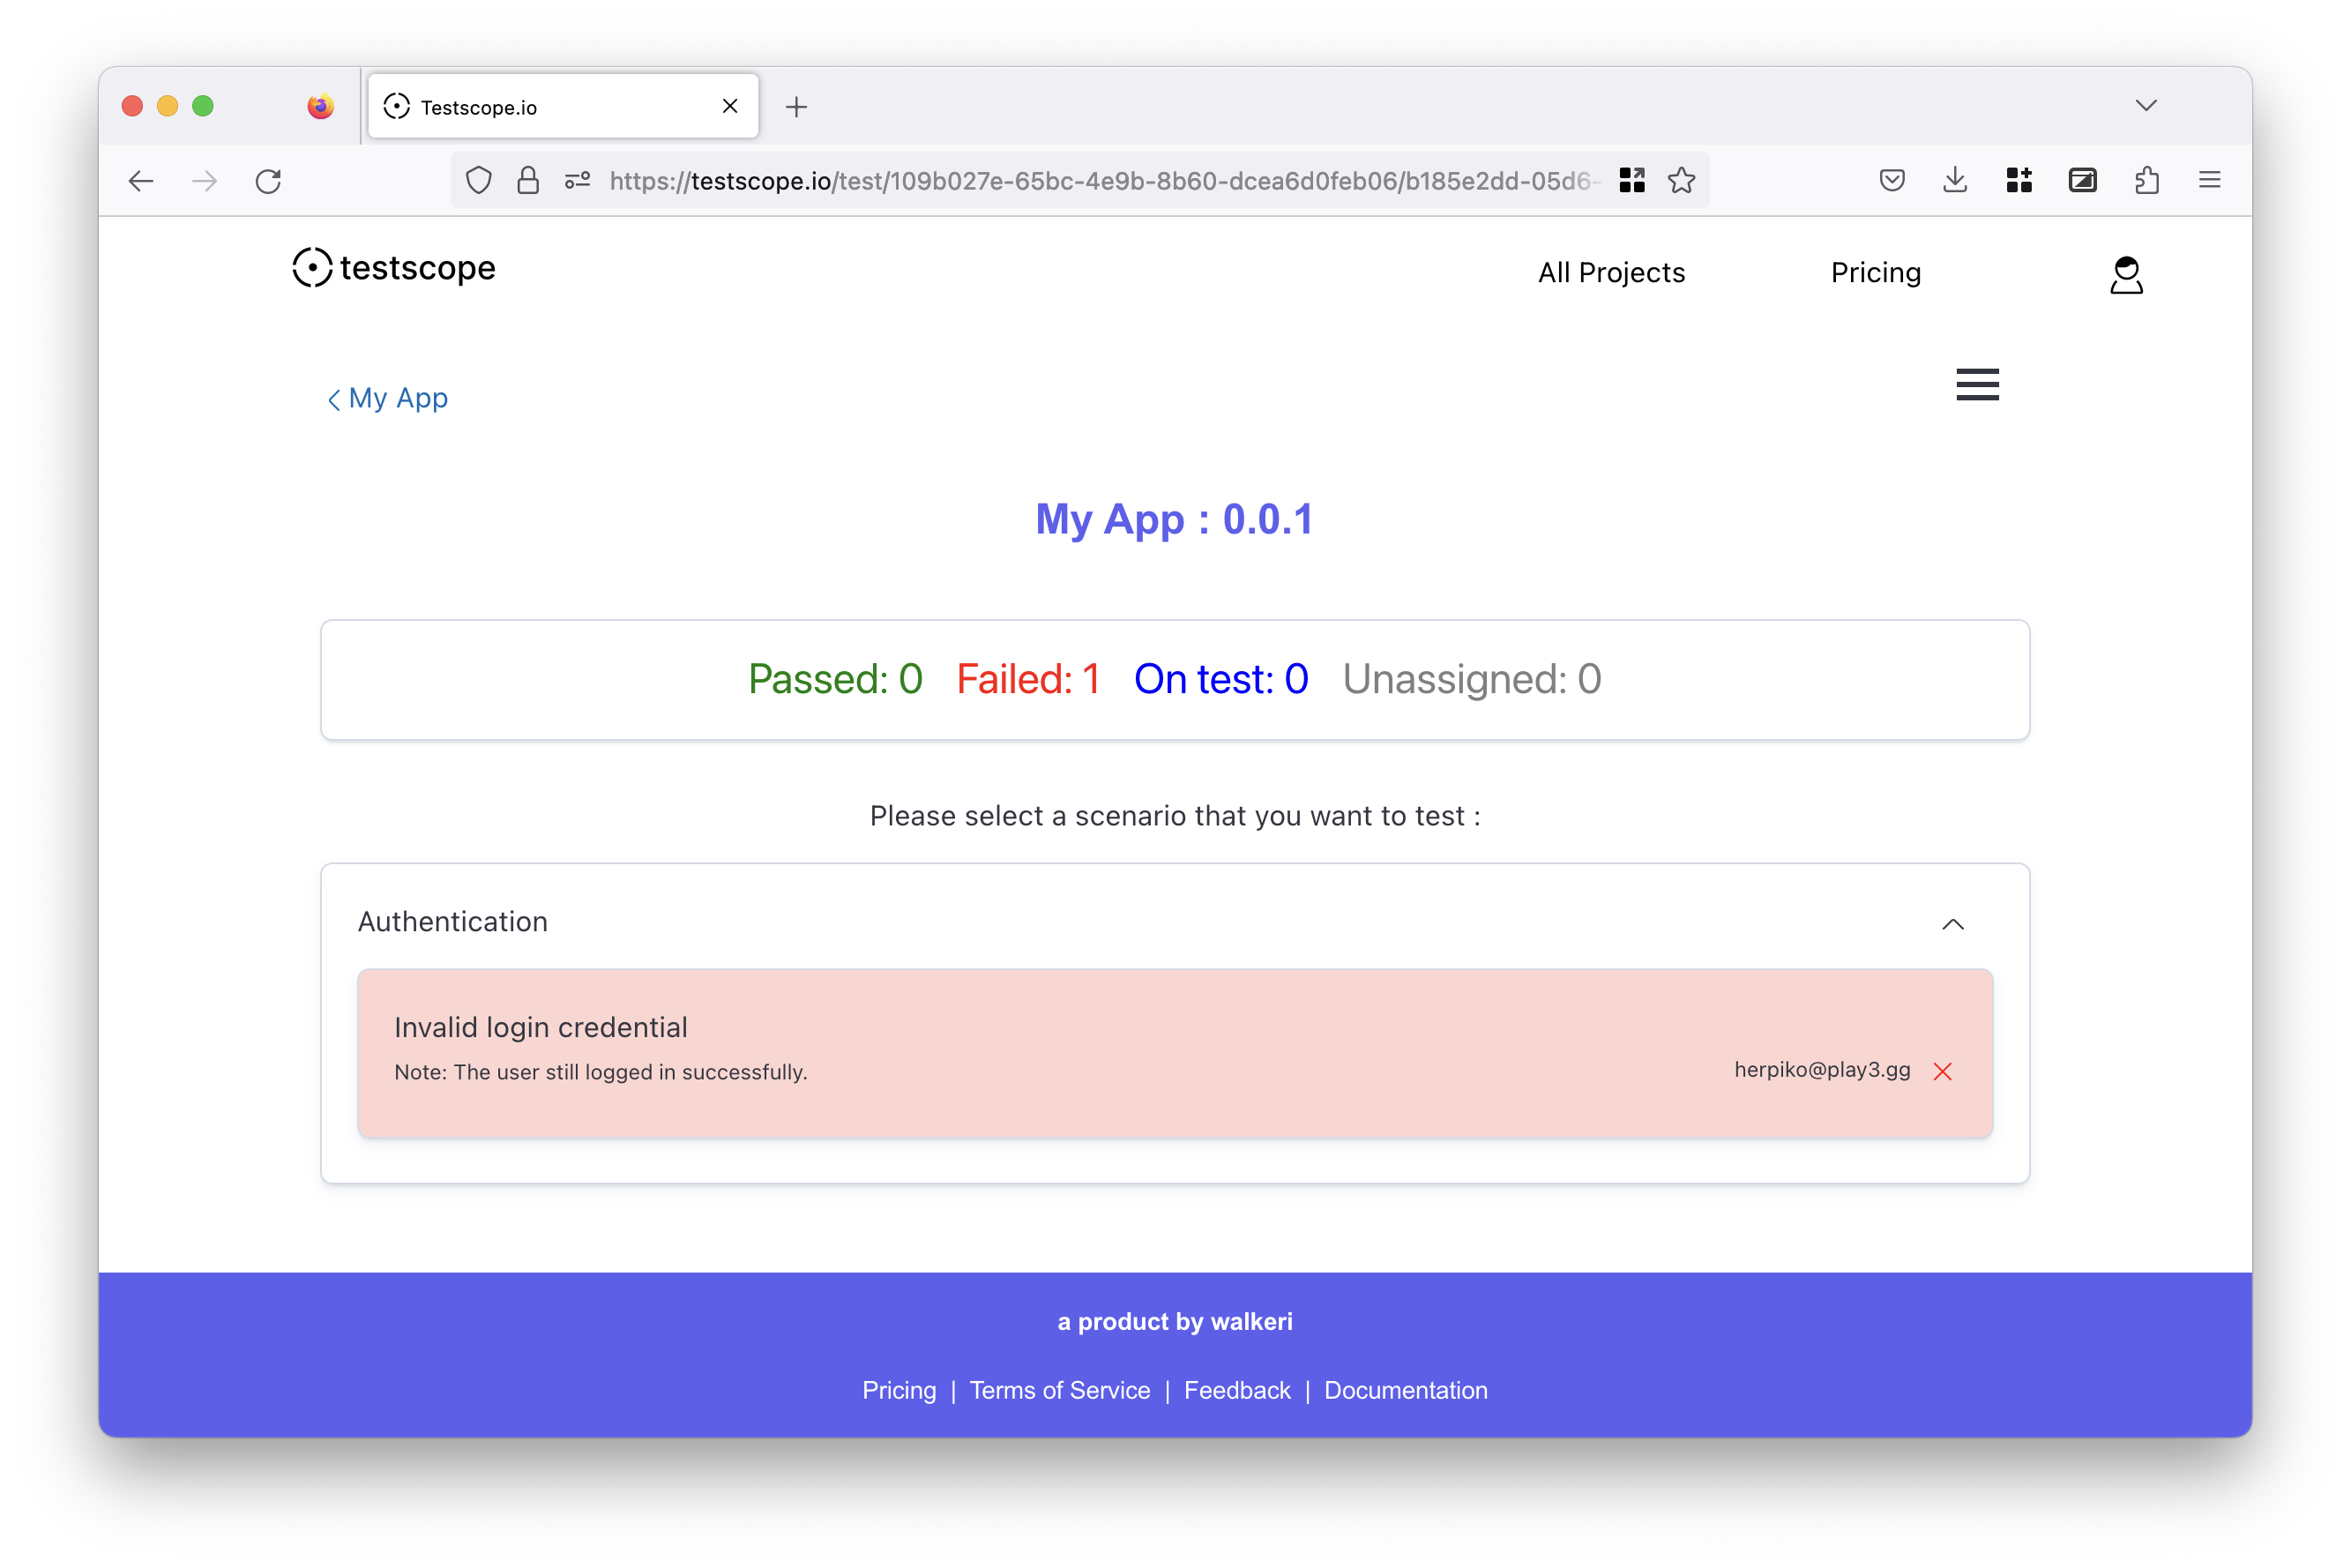 Testscope.io
https://testscope.io/test/109b027e-65bc-4e9b-8b60-dcea6d0feb06/b185e2dd-05d6-
testscope
All Projects
Pricing
My App
My App : 0.0.1
Passed: 0 Failed: 1 On test: 0 Unassigned: 0
Please select a scenario that you want to test :
Authentication
Invalid login credential
Note: The user still logged in successfully.
herpiko@play3.gg
a product by walkeri
Pricing | Terms of Service | Feedback | Documentation